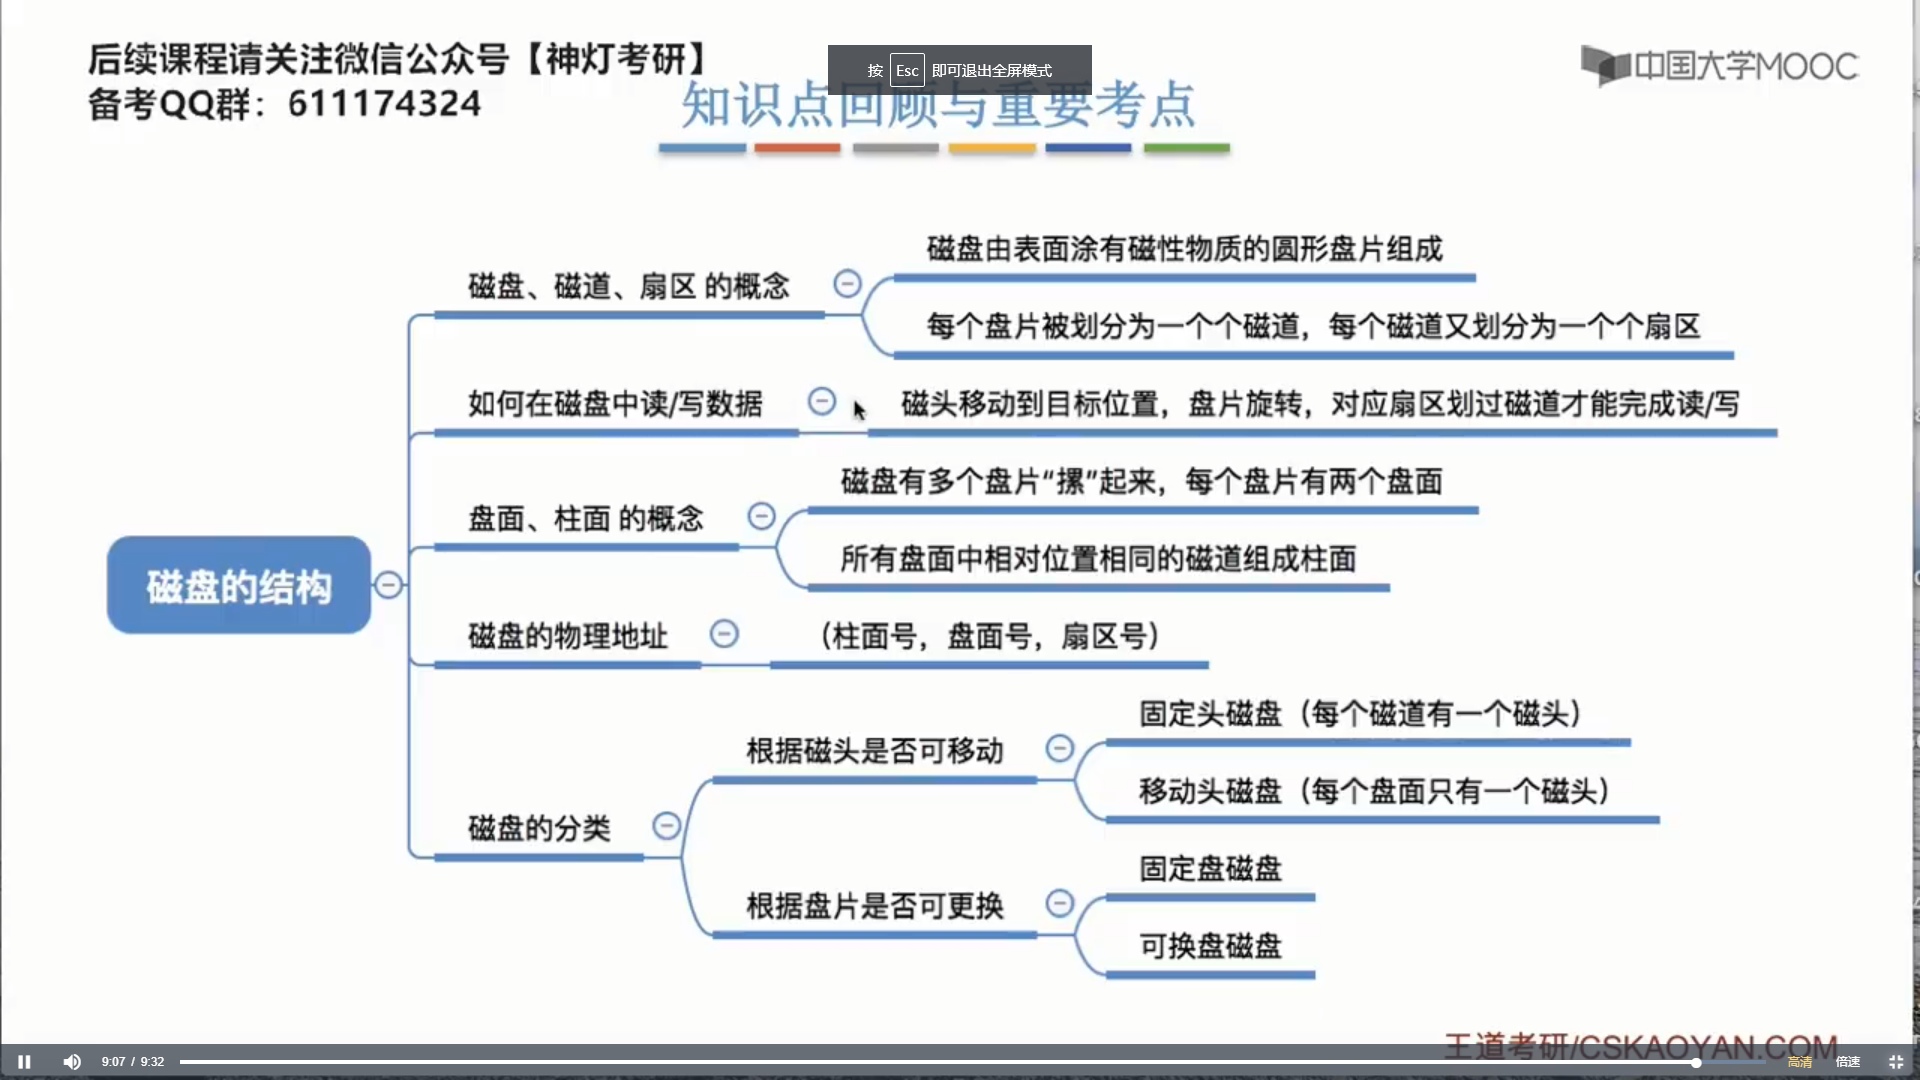 后续课程请关注微信公众号【神灯考研】
备考QQ群：611174324
按 Esc 即可退出全屏模式
中国大学MOOC
知识点回顾与重要考点
磁盘的结构
磁盘、磁道、扇区 的概念
磁盘由表面涂有磁性物质的圆形盘片组成
每个盘片被划分为一个个磁道，每个磁道又划分为一个个扇区
如何在磁盘中读/写数据
磁头移动到目标位置，盘片旋转，对应扇区划过磁道才能完成读/写
盘面、柱面 的概念
磁盘有多个盘片“摞”起来，每个盘片有两个盘面
所有盘面中相对位置相同的磁道组成柱面
磁盘的物理地址
（柱面号，盘面号，扇区号）
磁盘的分类
根据磁头是否可移动
固定头磁盘（每个磁道有一个磁头）
移动头磁盘（每个盘面只有一个磁头）
根据盘片是否可更换
固定盘磁盘
可换盘磁盘
王道考研/CSKAOYAN.COM
9:07 / 9:32
高清
倍速